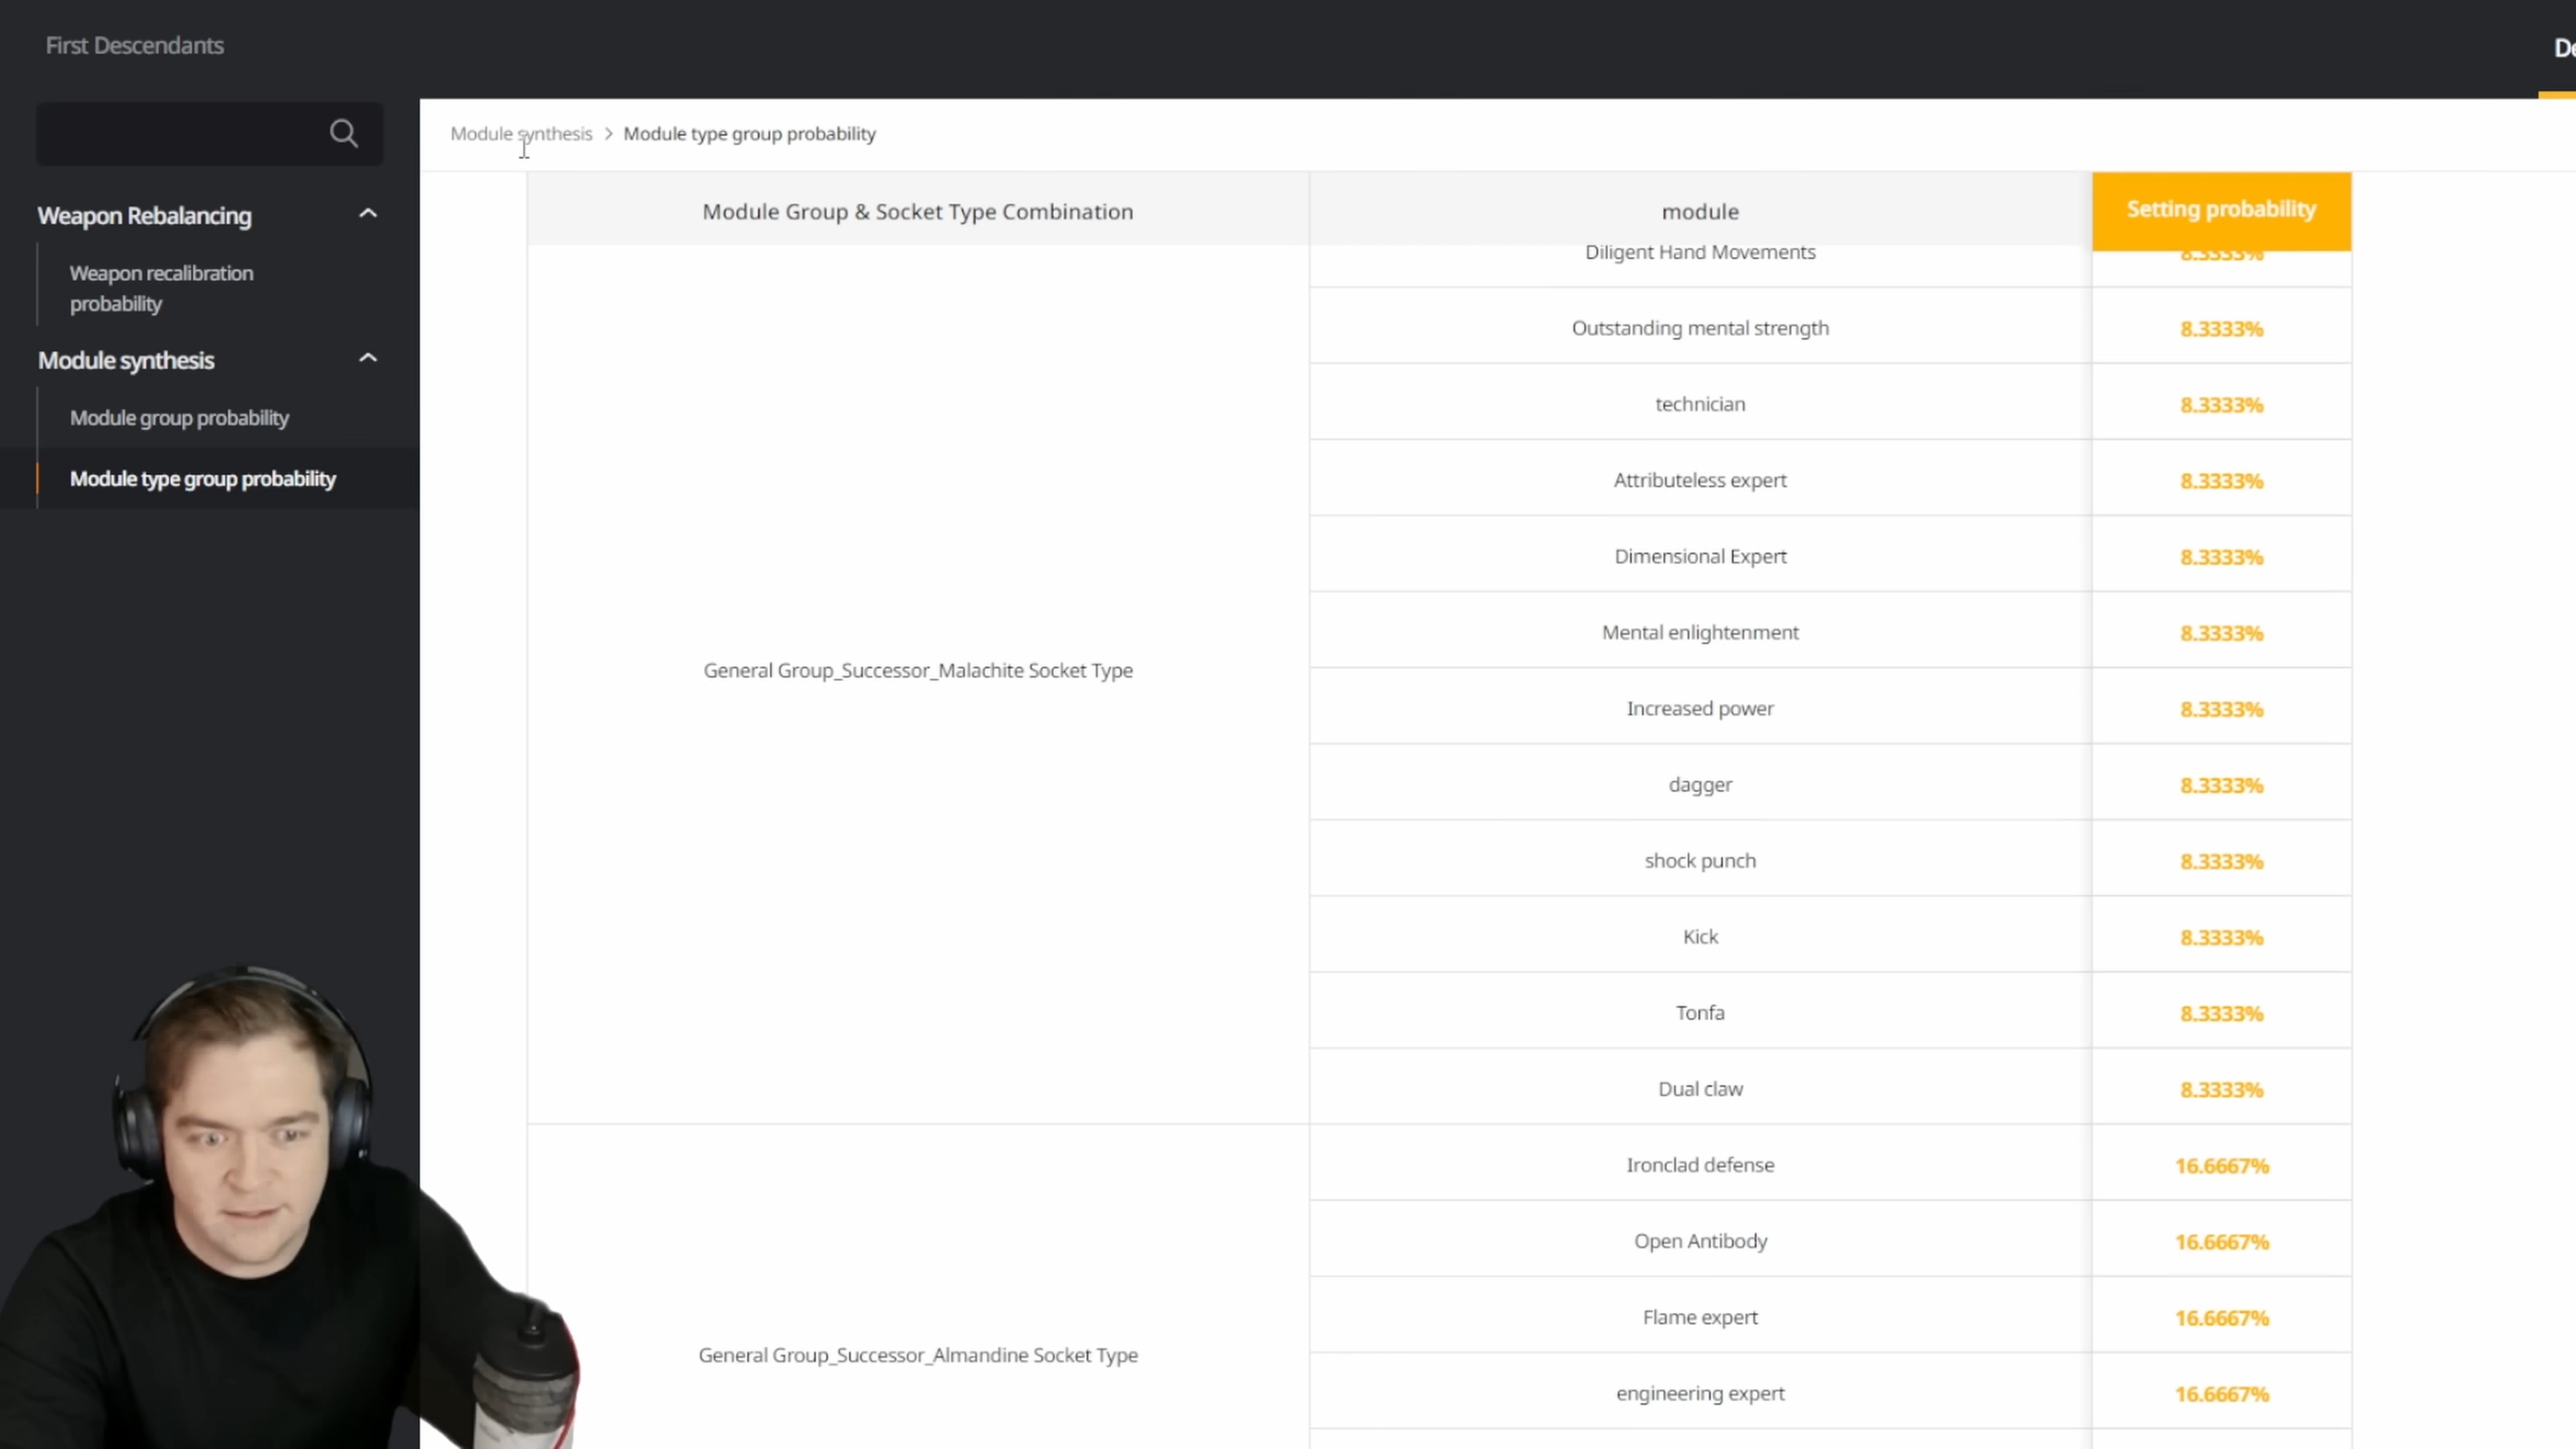 First Descendants
De
Module synthesis > Module type group probability
Weapon Rebalancing
Weapon recalibration
probability
Module synthesis
Module group probability
Module type group probability
Module Group & Socket Type Combination
module
Setting probability
Diligent Hand Movements
8.3333%
Outstanding mental strength
8.3333%
technician
8.3333%
Attributeless expert
8.3333%
Dimensional Expert
8.3333%
Mental enlightenment
8.3333%
General Group_Successor_Malachite Socket Type
Increased power
8.3333%
dagger
8.3333%
shock punch
8.3333%
Kick
8.3333%
Tonfa
8.3333%
Dual claw
8.3333%
Ironclad defense
16.6667%
Open Antibody
16.6667%
Flame expert
16.6667%
General Group_Successor_Almandine Socket Type
engineering expert
16.6667%